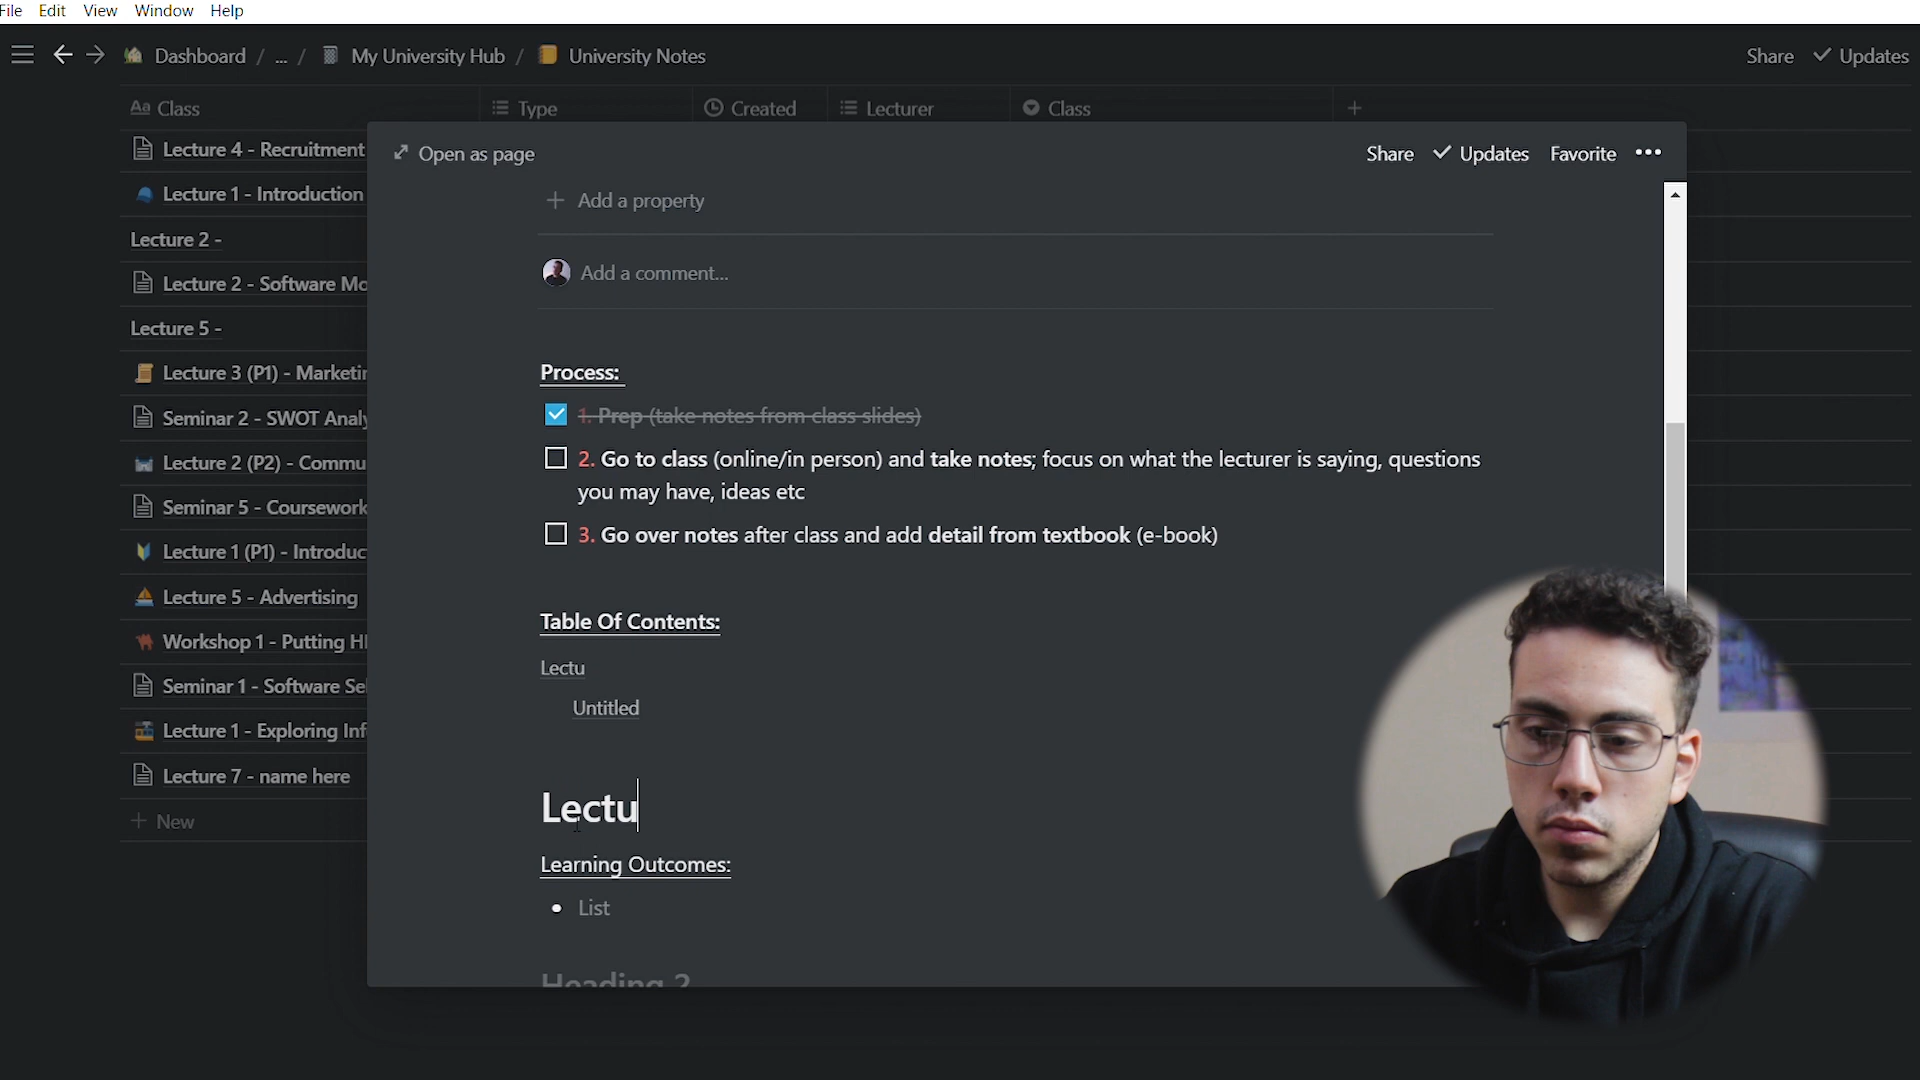 File Edit View Window Help
Dashboard / ... / My University Hub / University Notes
Share Updates
Aa Class Type Created Lecturer Class
Lecture 4 - Recruitment
Lecture 1 - Introduction
Lecture 2 -
Lecture 2 - Software Mo
Lecture 5 -
Lecture 3 (P1) - Marketin
Seminar 2 - SWOT Analy
Lecture 2 (P2) - Commu
Seminar 5 - Coursework
Lecture 1 (P1) - Introduc
Lecture 5 - Advertising
Workshop 1 - Putting H
Seminar 1 - Software Se
Lecture 1 - Exploring Inf
Lecture 7 - name here
+ New
Open as page
Share Updates Favorite •••
+ Add a property
Add a comment...
Process:
1. Prep (take notes from class slides)
2. Go to class (online/in person) and take notes; focus on what the lecturer is saying, questions
you may have, ideas etc
3. Go over notes after class and add detail from textbook (e-book)
Table Of Contents:
Lectu
Untitled
Lectu
Learning Outcomes:
• List
Heading 2